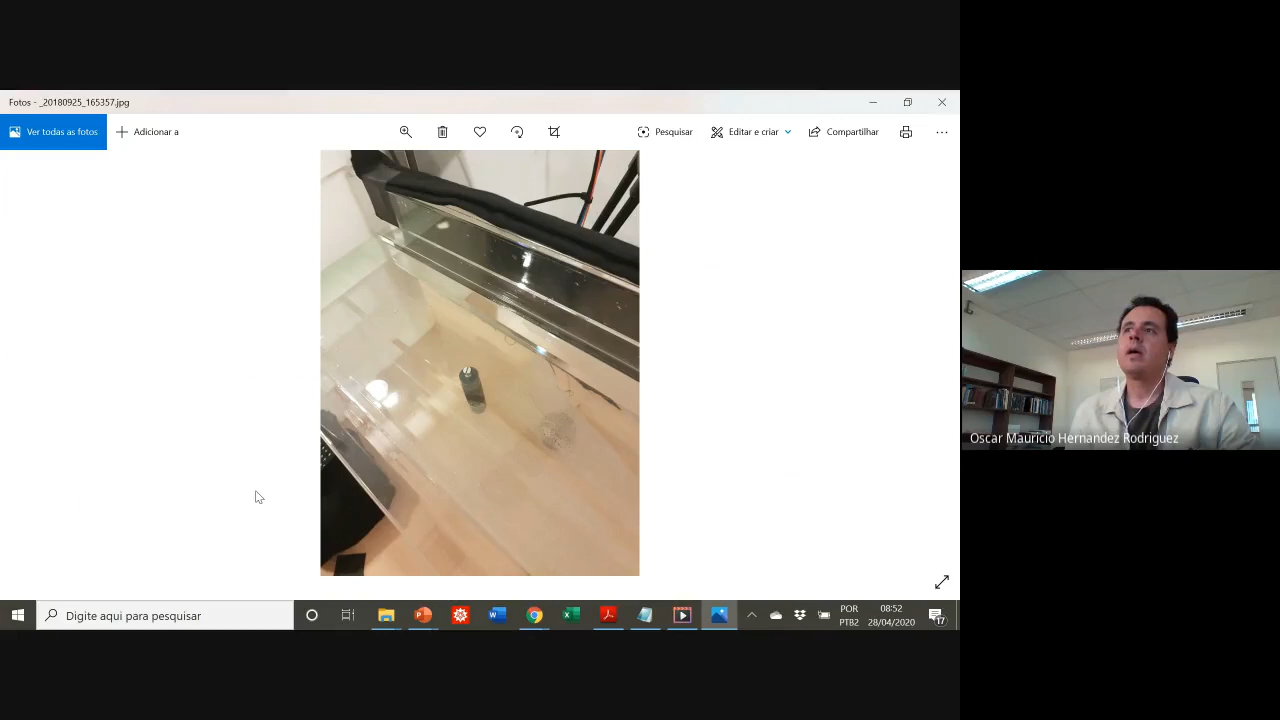 Fotos - _20180925_165357.jpg
Ver todas as fotos
Adicionar a
Pesquisar
Editar e criar
Compartilhar
Oscar Mauricio Hernandez Rodriguez
Digite aqui para pesquisar
POR
PTB2
08:52
28/04/2020
17